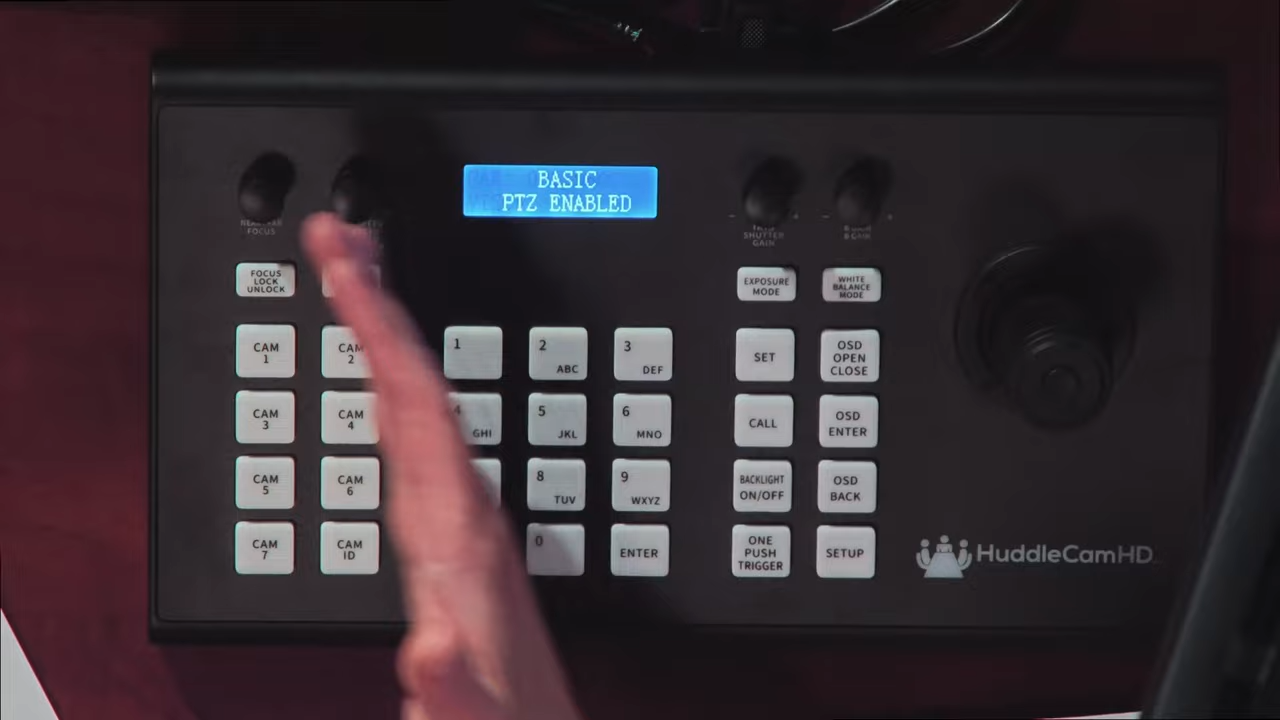 BASIC
PTZ ENABLED
FOCUS
SHUTTER
GAIN
FOCUS
LOCK
UNLOCK
EXPOSURE
MODE
WHITE
BALANCE
MODE
CAM
1
CAM
2
1
2
ABC
3
DEF
SET
OSD
OPEN
CLOSE
CAM
3
CAM
4
4
GHI
5
JKL
6
MNO
CALL
OSD
ENTER
CAM
5
CAM
6
8
TUV
9
WXYZ
BACKLIGHT
ON/OFF
OSD
BACK
CAM
7
CAM
ID
0
ENTER
ONE
PUSH
TRIGGER
SETUP
HuddleCamHD